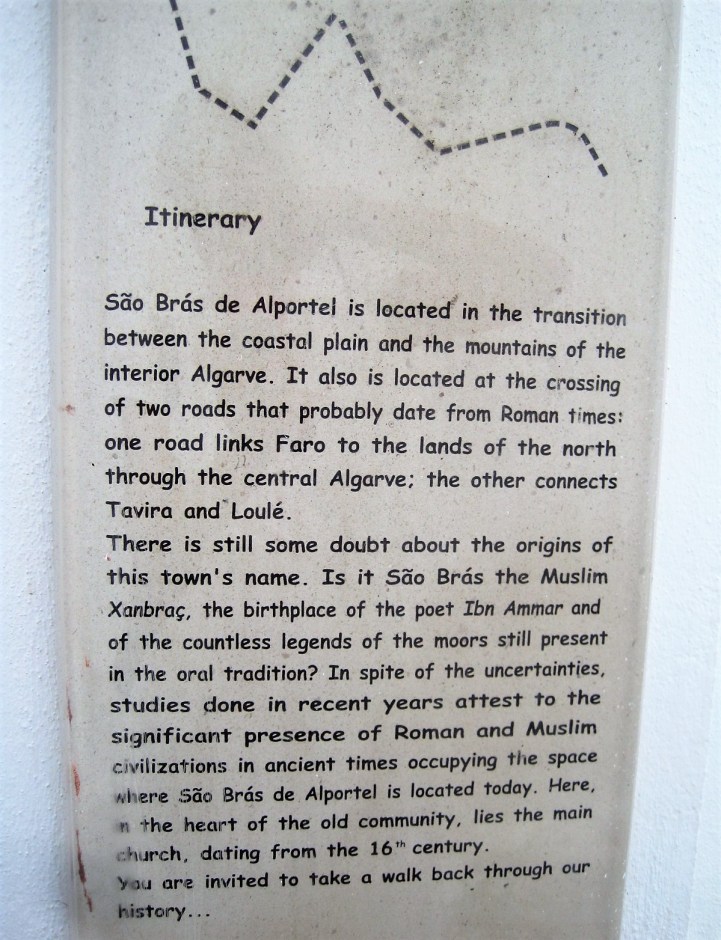 Itinerary
São Brás de Alportel is located in the transition
between the coastal plain and the mountains of the
interior Algarve. It also is located at the crossing
of two roads that probably date from Roman times:
one road links Faro to the lands of the north
through the central Algarve; the other connects
Tavira and Loulé.
There is still some doubt about the origins of
this town's name. Is it São Brás the Muslim
Xanbraç, the birthplace of the poet Ibn Ammar and
of the countless legends of the moors still present
in the oral tradition? In spite of the uncertainties,
studies done in recent years attest to the
significant presence of Roman and Muslim
civilizations in ancient times occupying the space
where São Brás de Alportel is located today. Here,
in the heart of the old community, lies the main
church, dating from the 16th century.
You are invited to take a walk back through our
history...